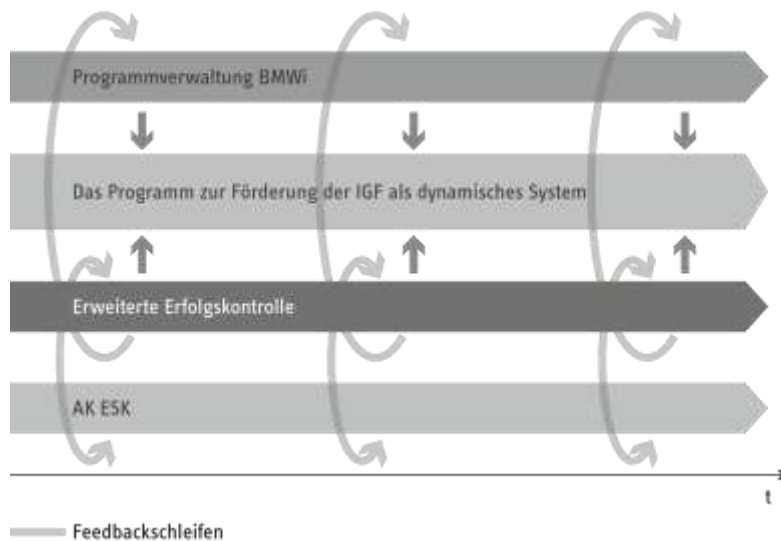 Programmverwaltung BMWi
Das Programm zur Förderung der IGF als dynamisches System
Erweiterte Erfolgskontrolle
AK ESK
t
Feedbackschleifen